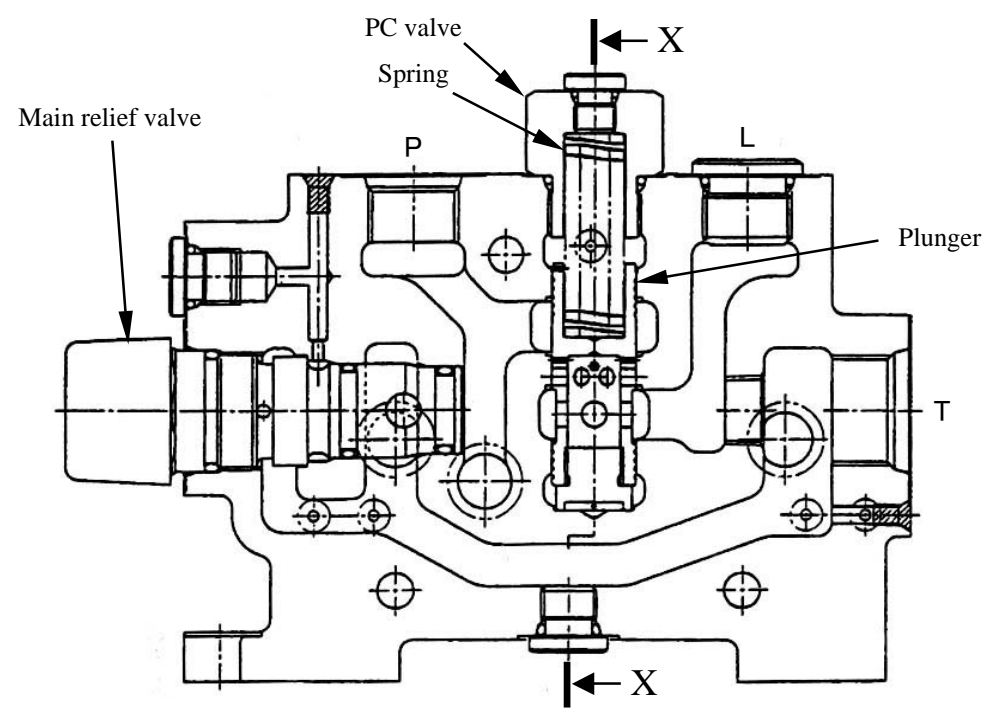 X
PC valve
Spring
Main relief valve
P
L
Plunger
T
X